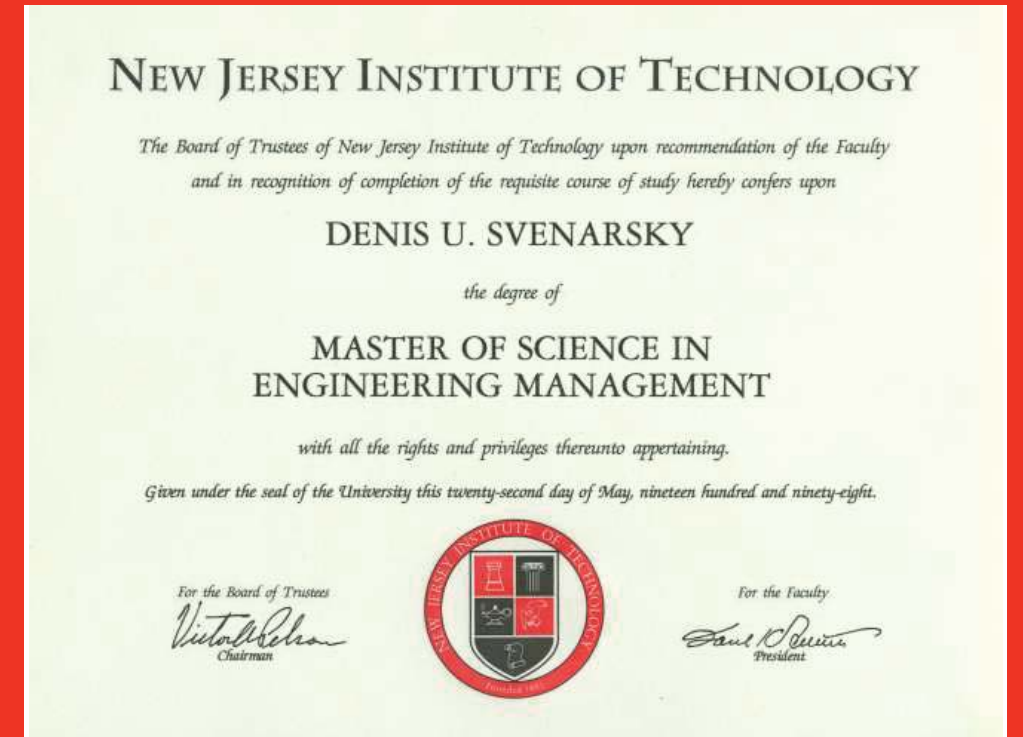 NEW JERSEY INSTITUTE OF TECHNOLOGY
The Board of Trustees of New Jersey Institute of Technology upon recommendation of the Faculty
and in recognition of completion of the requisite course of study hereby confers upon
DENIS U. SVENARSKY
the degree of
MASTER OF SCIENCE IN
ENGINEERING MANAGEMENT
with all the rights and privileges thereunto appertaining.
Given under the seal of the University this twenty-second day of May, nineteen hundred and ninety-eight.
NEW JERSEY INSTITUTE OF TECHNOLOGY
Founded 1881
For the Board of Trustees
Chairman
For the Faculty
President